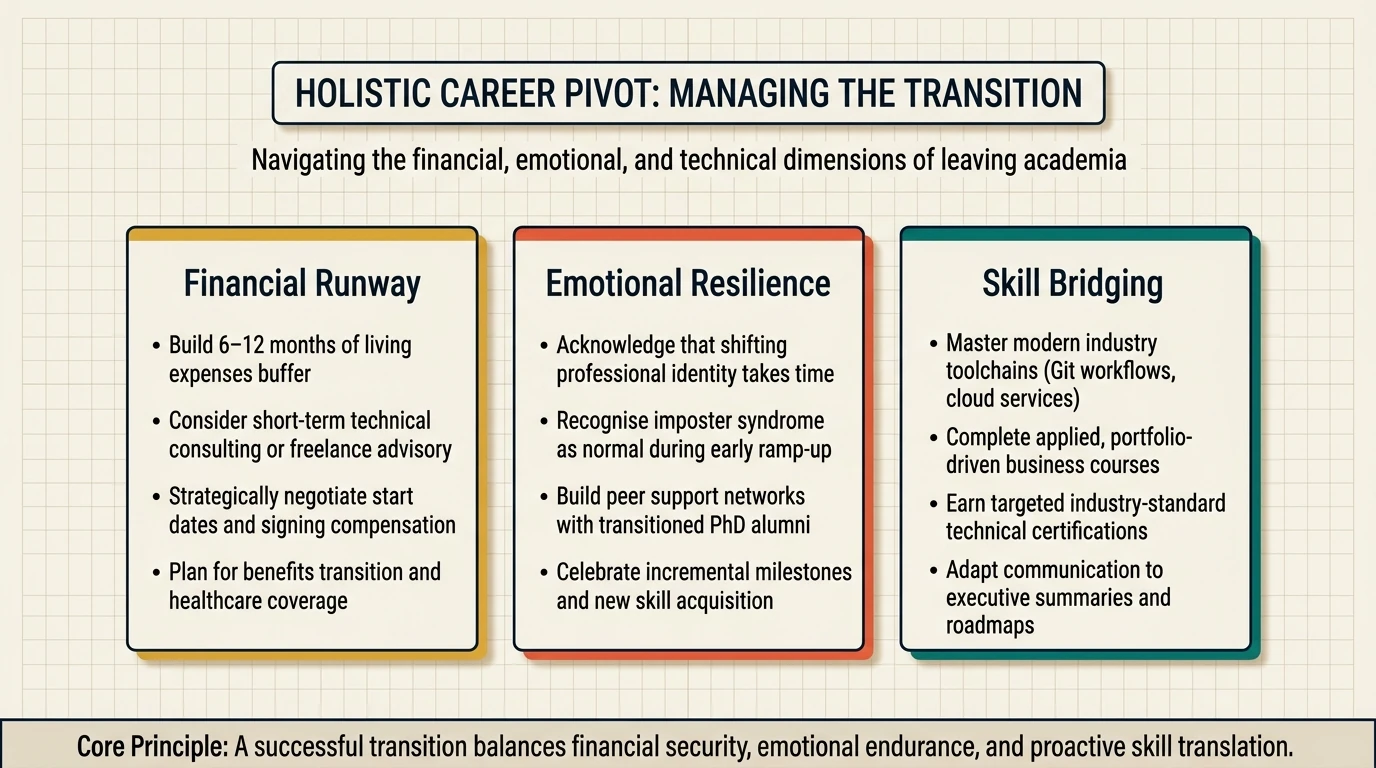 HOLISTIC CAREER PIVOT: MANAGING THE TRANSITION
Navigating the financial, emotional, and technical dimensions of leaving academia
Financial Runway
• Build 6–12 months of living
expenses buffer
• Consider short-term technical
consulting or freelance advisory
• Strategically negotiate start
dates and signing compensation
• Plan for benefits transition and
healthcare coverage
Emotional Resilience
• Acknowledge that shifting
professional identity takes time
• Recognise imposter syndrome
as normal during early ramp-up
• Build peer support networks
with transitioned PhD alumni
• Celebrate incremental milestones
and new skill acquisition
Skill Bridging
• Master modern industry
toolchains (Git workflows,
cloud services)
• Complete applied, portfolio-
driven business courses
• Earn targeted industry-standard
technical certifications
• Adapt communication to
executive summaries and
roadmaps
Core Principle: A successful transition balances financial security, emotional endurance, and proactive skill translation.